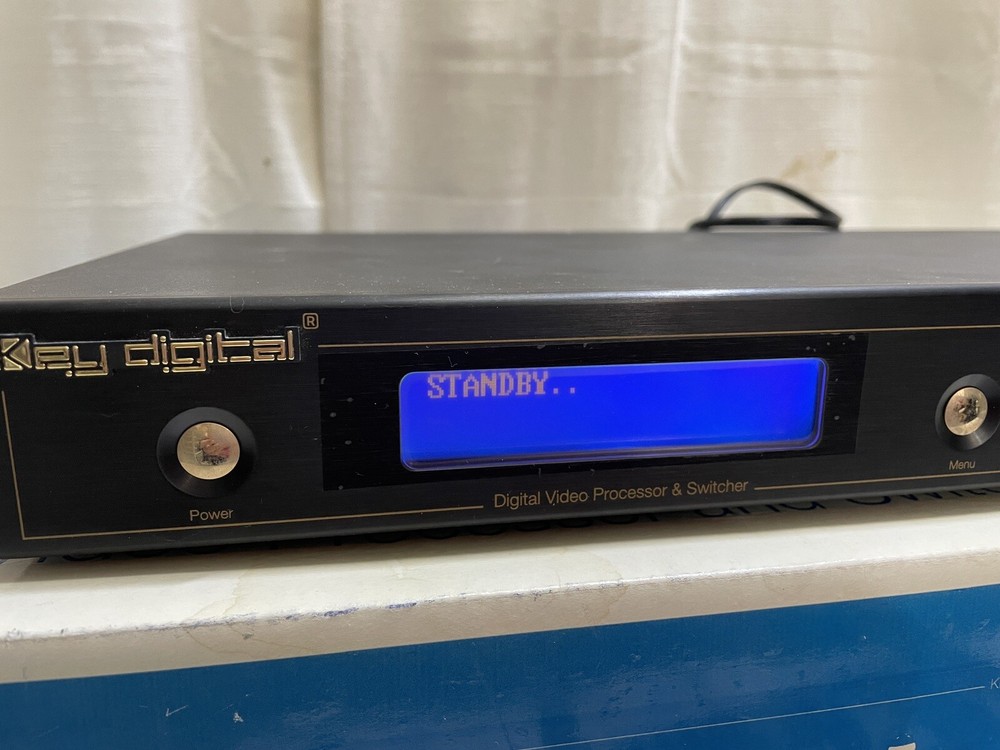 Key digital®
STANDBY..
Power
Menu
Digital Video Processor & Switcher